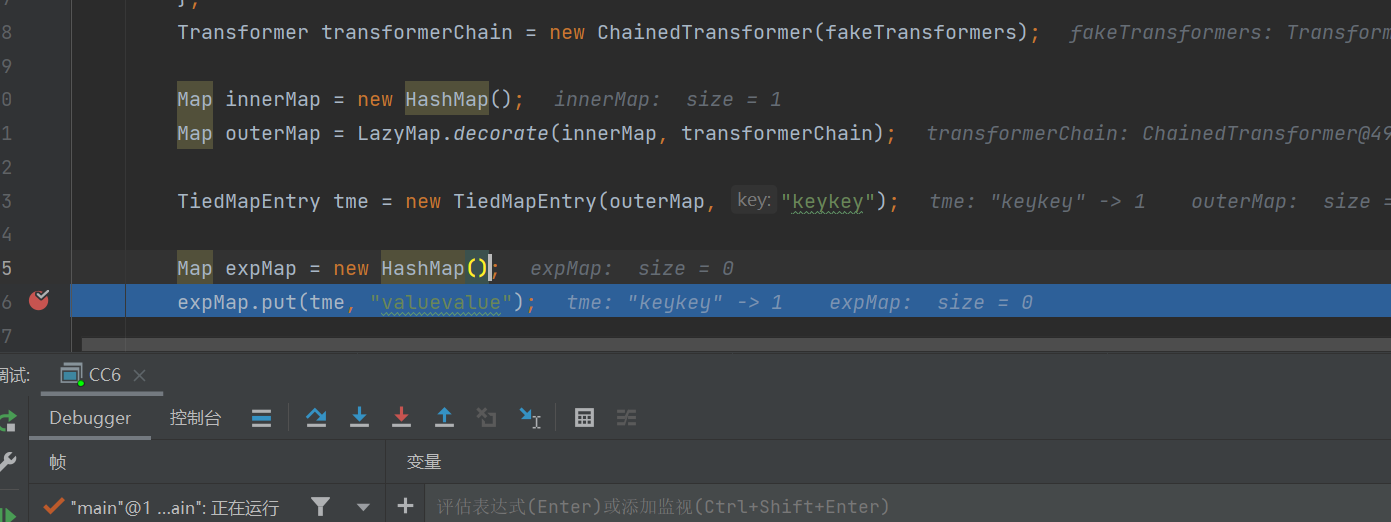 };
8 Transformer transformerChain = new ChainedTransformer(fakeTransformers); fakeTransformers: Transform
9
0 Map innerMap = new HashMap(); innerMap: size = 1
1 Map outerMap = LazyMap.decorate(innerMap, transformerChain); transformerChain: ChainedTransformer@49
2
3 TiedMapEntry tme = new TiedMapEntry(outerMap, key: "keykey"); tme: "keykey" -> 1 outerMap: size =
4
5 Map expMap = new HashMap(); expMap: size = 0
6 expMap.put(tme, "valuevalue"); tme: "keykey" -> 1 expMap: size = 0
7
调试: CC6
Debugger 控制台
帧 变量
"main"@1 ...ain": 正在运行 评估表达式(Enter)或添加监视(Ctrl+Shift+Enter)